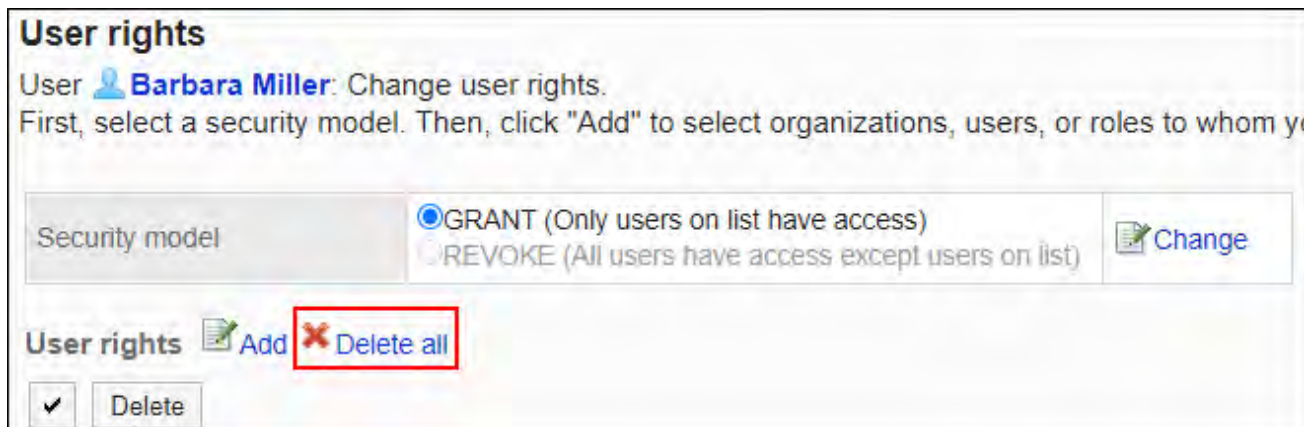 User rights
User Barbara Miller: Change user rights.
First, select a security model. Then, click "Add" to select organizations, users, or roles to whom
Security model
GRANT (Only users on list have access)
REVOKE (All users have access except users on list)
Change
User rights Add Delete all
Delete